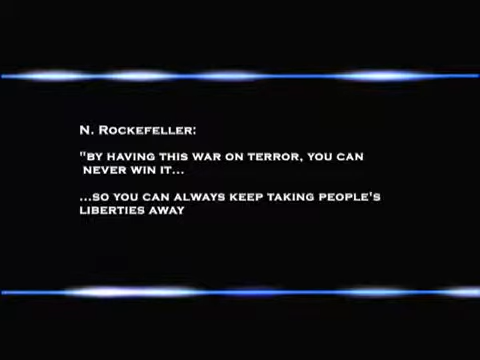 N. Rockefeller:
"by having this war on terror, you can
never win it...
...so you can always keep taking people's
liberties away